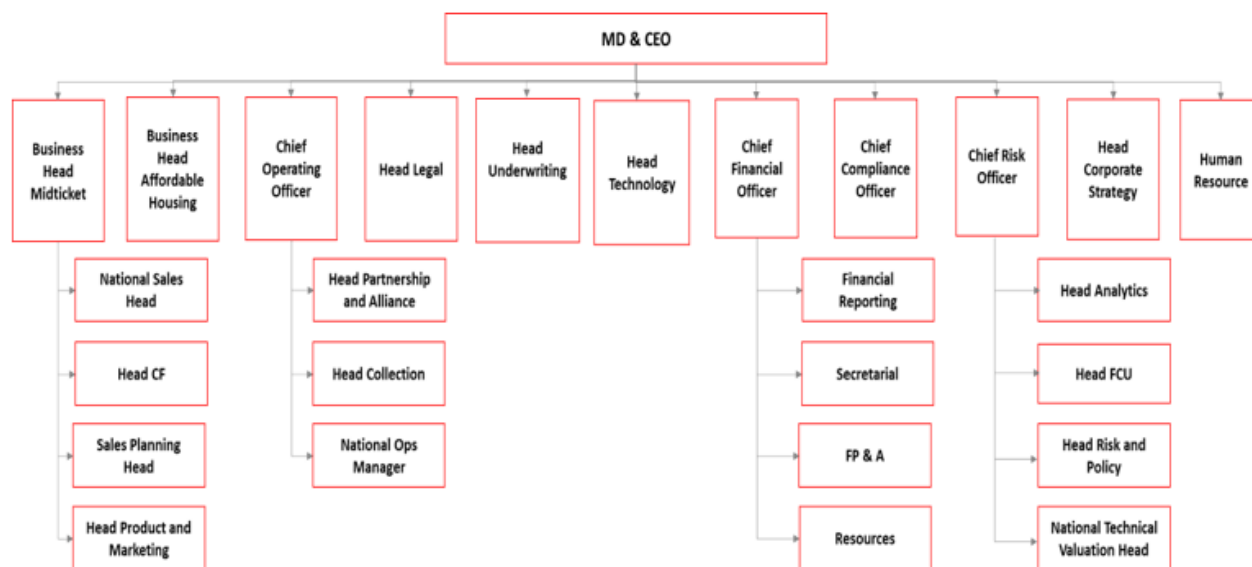 MD & CEO
Business
Head
Midticket
Business
Head
Affordable
Housing
Chief
Operating
Officer
Head Legal
Head
Underwriting
Head
Technology
Chief
Financial
Officer
Chief
Compliance
Officer
Chief Risk
Officer
Head
Corporate
Strategy
Human
Resource
National Sales
Head
Head CF
Sales Planning
Head
Head Product and
Marketing
Head Partnership
and Alliance
Head Collection
National Ops
Manager
Financial
Reporting
Secretarial
FP & A
Resources
Head Analytics
Head FCU
Head Risk and
Policy
National Technical
Valuation Head